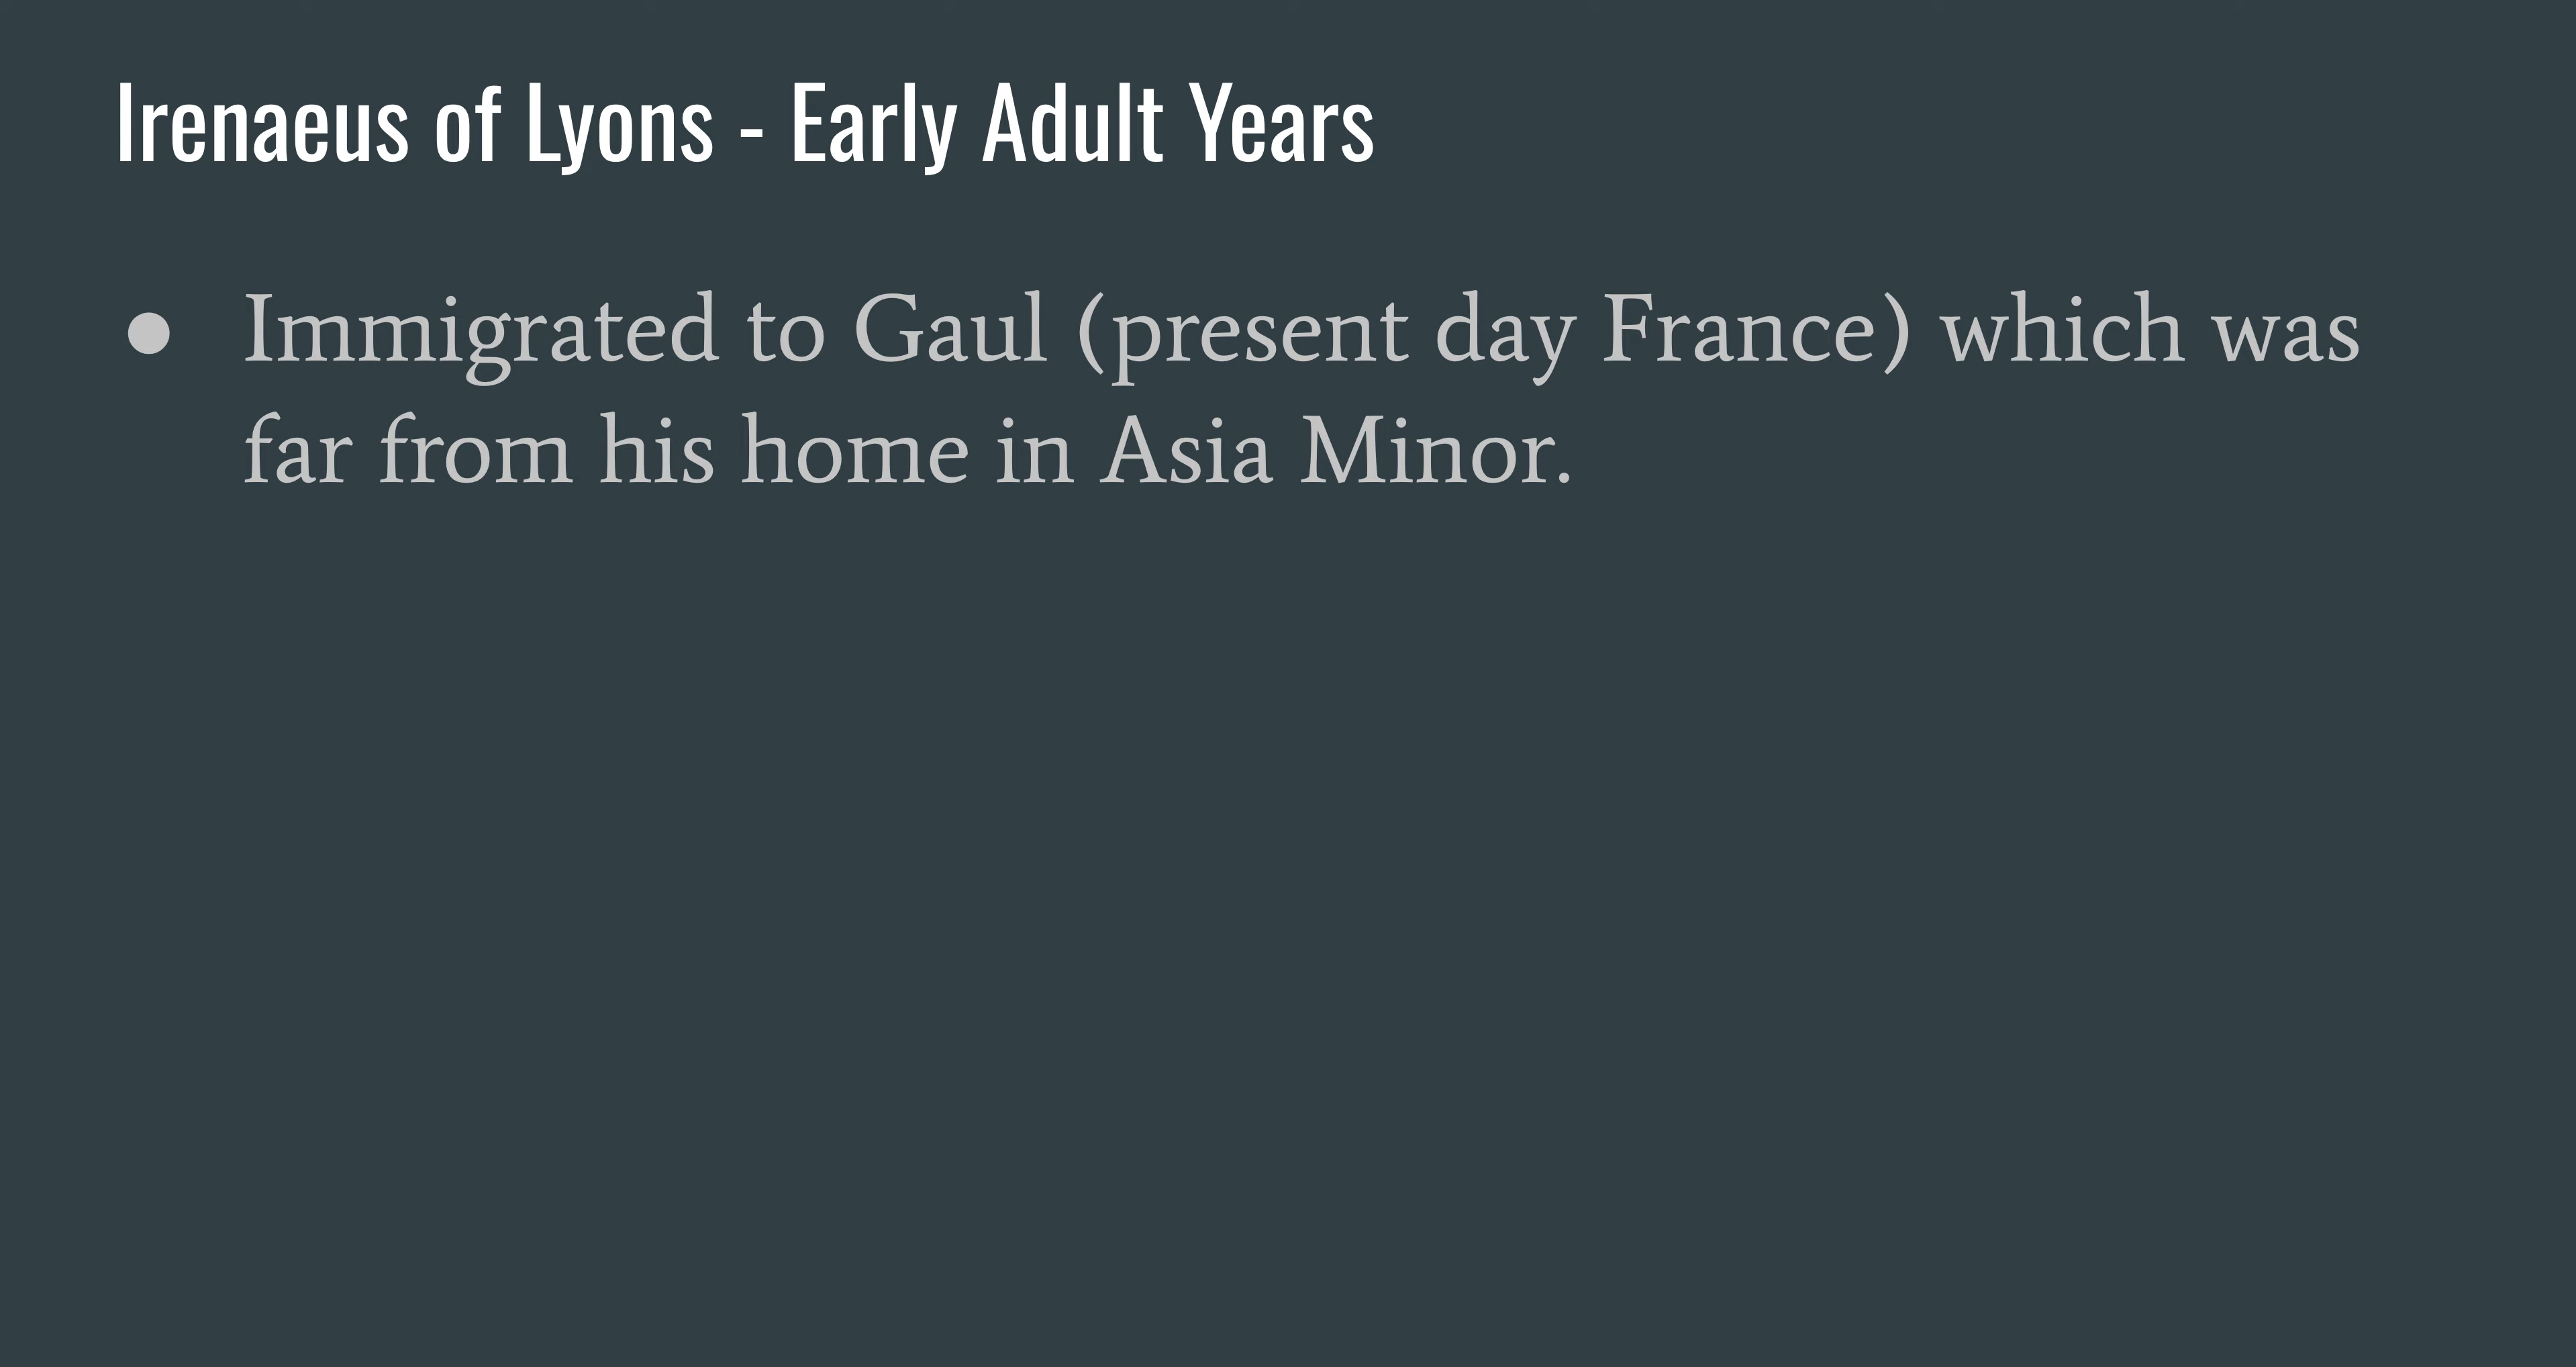 Irenaeus of Lyons - Early Adult Years
● Immigrated to Gaul (present day France) which was
far from his home in Asia Minor.